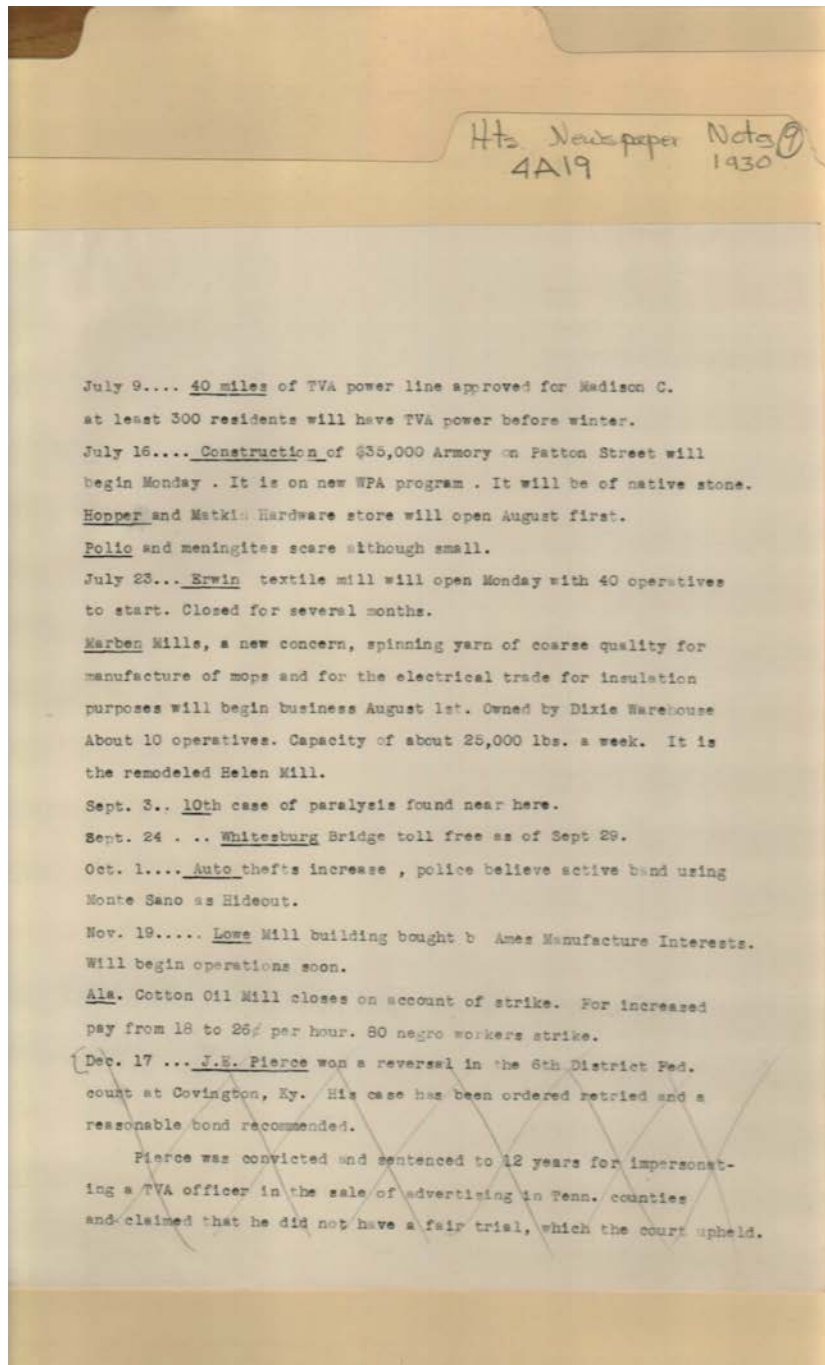 Hts Newspaper Notes 9
4A19 1930
July 9.... 40 miles of TVA power line approved for Madison C.
at least 300 residents will have TVA power before winter.
July 16.... Construction of $35,000 Armory on Patton Street will
begin Monday . It is on new WPA program . It will be of native stone.
Hopper and Matkin Hardware store will open August first.
Polio and meningites scare although small.
July 23... Erwin textile mill will open Monday with 40 operatives
to start. Closed for several months.
Marben Mills, a new concern, spinning yarn of coarse quality for
manufacture of mops and for the electrical trade for insulation
purposes will begin business August 1st. Owned by Dixie Warehouse
About 10 operatives. Capacity of about 25,000 lbs. a week. It is
the remodeled Helen Mill.
Sept. 3.. 10th case of paralysis found near here.
Sept. 24 . .. Whitesburg Bridge toll free as of Sept 29.
Oct. 1.... Auto thefts increase , police believe active band using
Monte Sano as Hideout.
Nov. 19..... Lowe Mill building bought b Ames Manufacture Interests.
Will begin operations soon.
Ala. Cotton Oil Mill closes on account of strike. For increased
pay from 18 to 26¢ per hour. 80 negro workers strike.
Dec. 17 ... J.E. Pierce won a reversal in the 6th District Fed.
count at Covington, Ky. His case has been ordered retried and a
reasonable bond recommended.
Pierce was convicted and sentenced to 12 years for impersonat-
ing a TVA officer in the sale of advertising in Tenn. counties
and claimed that he did not have a fair trial, which the court upheld.